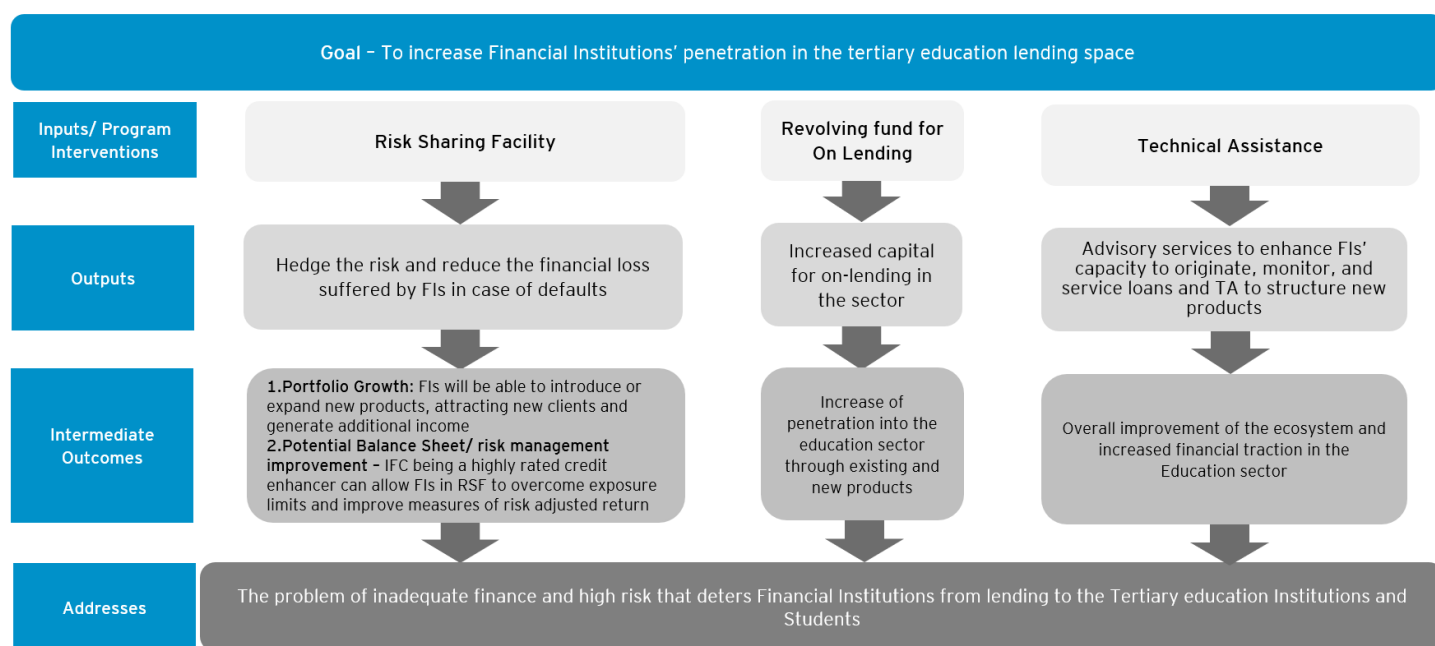 Goal – To increase Financial Institutions' penetration in the tertiary education lending space
Inputs/ Program
Interventions
Risk Sharing Facility
Revolving fund for
On Lending
Technical Assistance
Outputs
Hedge the risk and reduce the financial loss
suffered by FIs in case of defaults
Increased capital
for on-lending in
the sector
Advisory services to enhance FIs'
capacity to originate, monitor, and
service loans and TA to structure new
products
Intermediate
Outcomes
1.Portfolio Growth: FIs will be able to introduce or
expand new products, attracting new clients and
generate additional income
2.Potential Balance Sheet/ risk management
improvement – IFC being a highly rated credit
enhancer can allow FIs in RSF to overcome exposure
limits and improve measures of risk adjusted return
Increase of
penetration into the
education sector
through existing and
new products
Overall improvement of the ecosystem and
increased financial traction in the
Education sector
Addresses
The problem of inadequate finance and high risk that deters Financial Institutions from lending to the Tertiary education Institutions and
Students